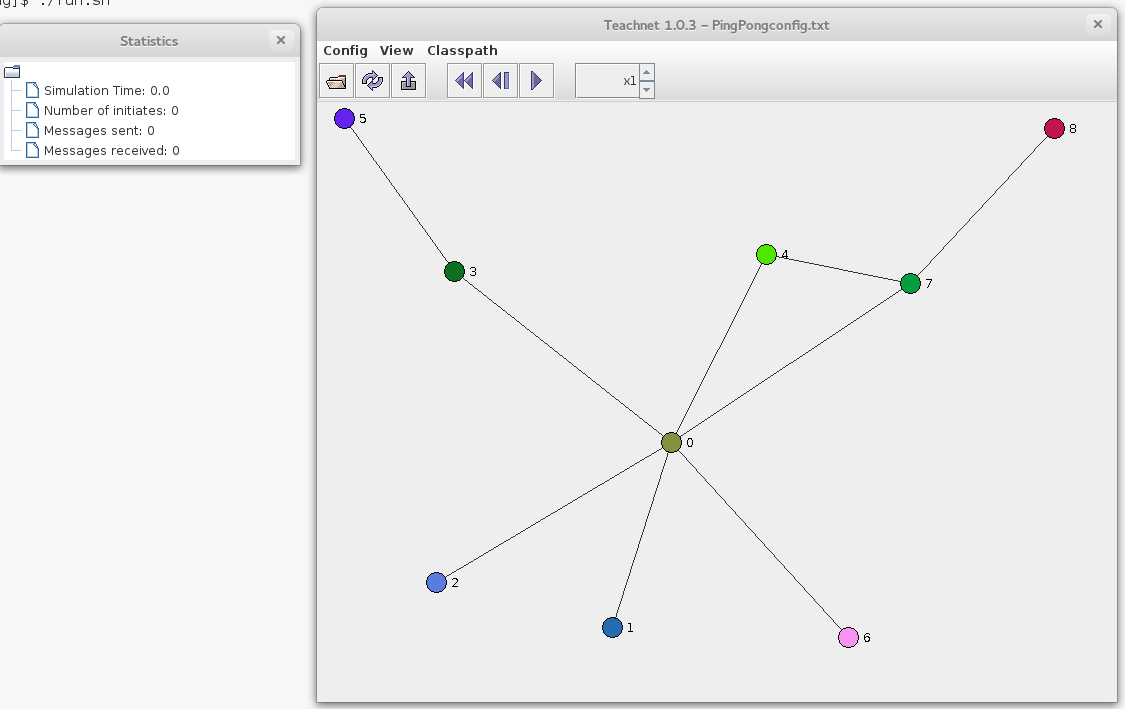 g]$ ./run.sh
Statistics
Simulation Time: 0.0
Number of initiates: 0
Messages sent: 0
Messages received: 0
Teachnet 1.0.3 – PingPongconfig.txt
Config View Classpath
x1
5
8
4
3
7
0
2
1
6